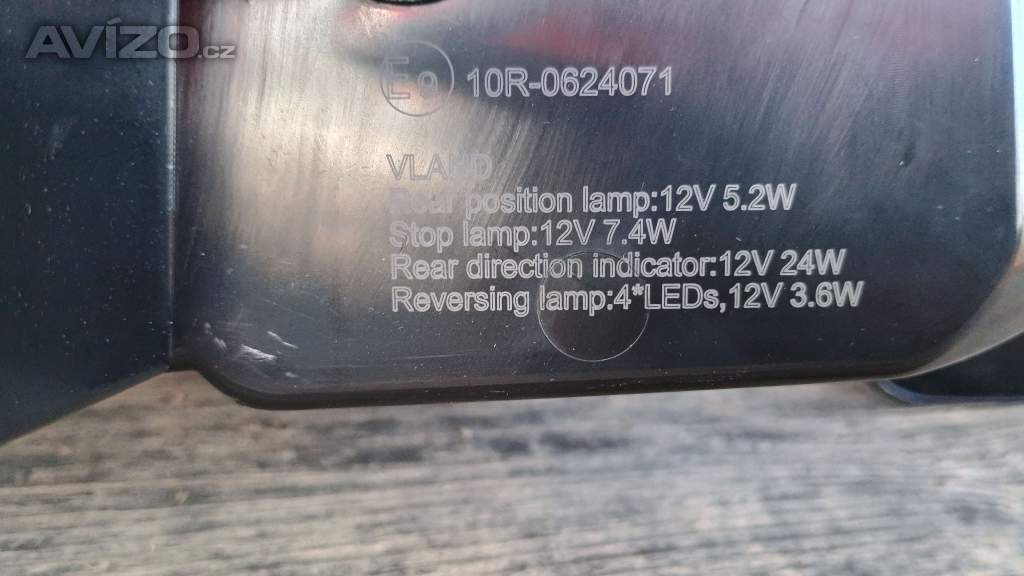 AVÍZO.cz
E9 10R-0624071
VLAND
Rear position lamp:12V 5.2W
Stop lamp:12V 7.4W
Rear direction indicator:12V 24W
Reversing lamp:4*LEDs,12V 3.6W